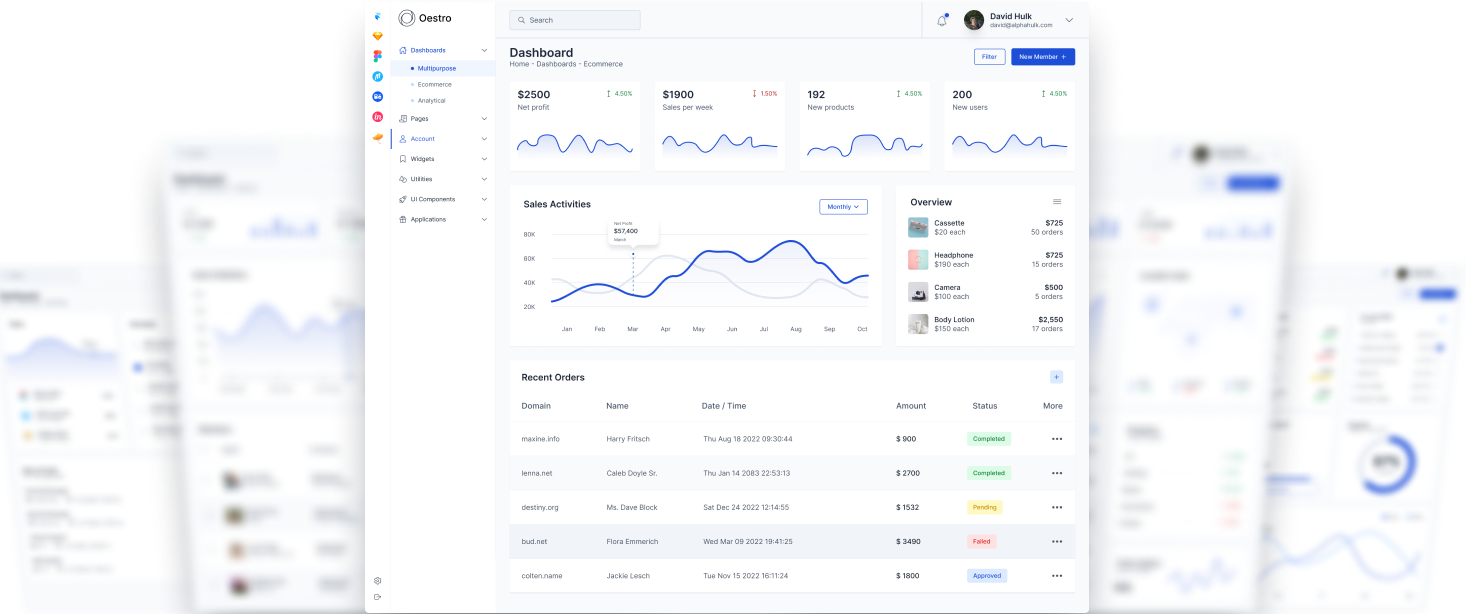 Oestro
Search
David Hulk
david@alphahulk.com
Dashboards
Multipurpose
Ecommerce
Analytical
Pages
Account
Widgets
Utilities
UI Components
Applications
Dashboard
Home - Dashboards - Ecommerce
Filter
New Member +
$2500
4.50%
Net profit
$1900
1.50%
Sales per week
192
4.50%
New products
200
4.50%
New users
Sales Activities
Monthly
Net Profit
$57,400
March
80K
60K
40K
20K
Jan Feb Mar Apr May Jun Jul Aug Sep Oct
Overview
Cassette $725
$20 each 50 orders
Headphone $725
$190 each 15 orders
Camera $500
$100 each 5 orders
Body Lotion $2,550
$150 each 17 orders
Recent Orders
+
Domain Name Date / Time Amount Status More
maxine.info Harry Fritsch Thu Aug 18 2022 09:30:44 $ 900 Completed
lenna.net Caleb Doyle Sr. Thu Jan 14 2083 22:53:13 $ 2700 Completed
destiny.org Ms. Dave Block Sat Dec 24 2022 12:14:55 $ 1532 Pending
bud.net Flora Emmerich Wed Mar 09 2022 19:41:25 $ 3490 Failed
colten.name Jackie Lesch Tue Nov 15 2022 16:11:24 $ 1800 Approved